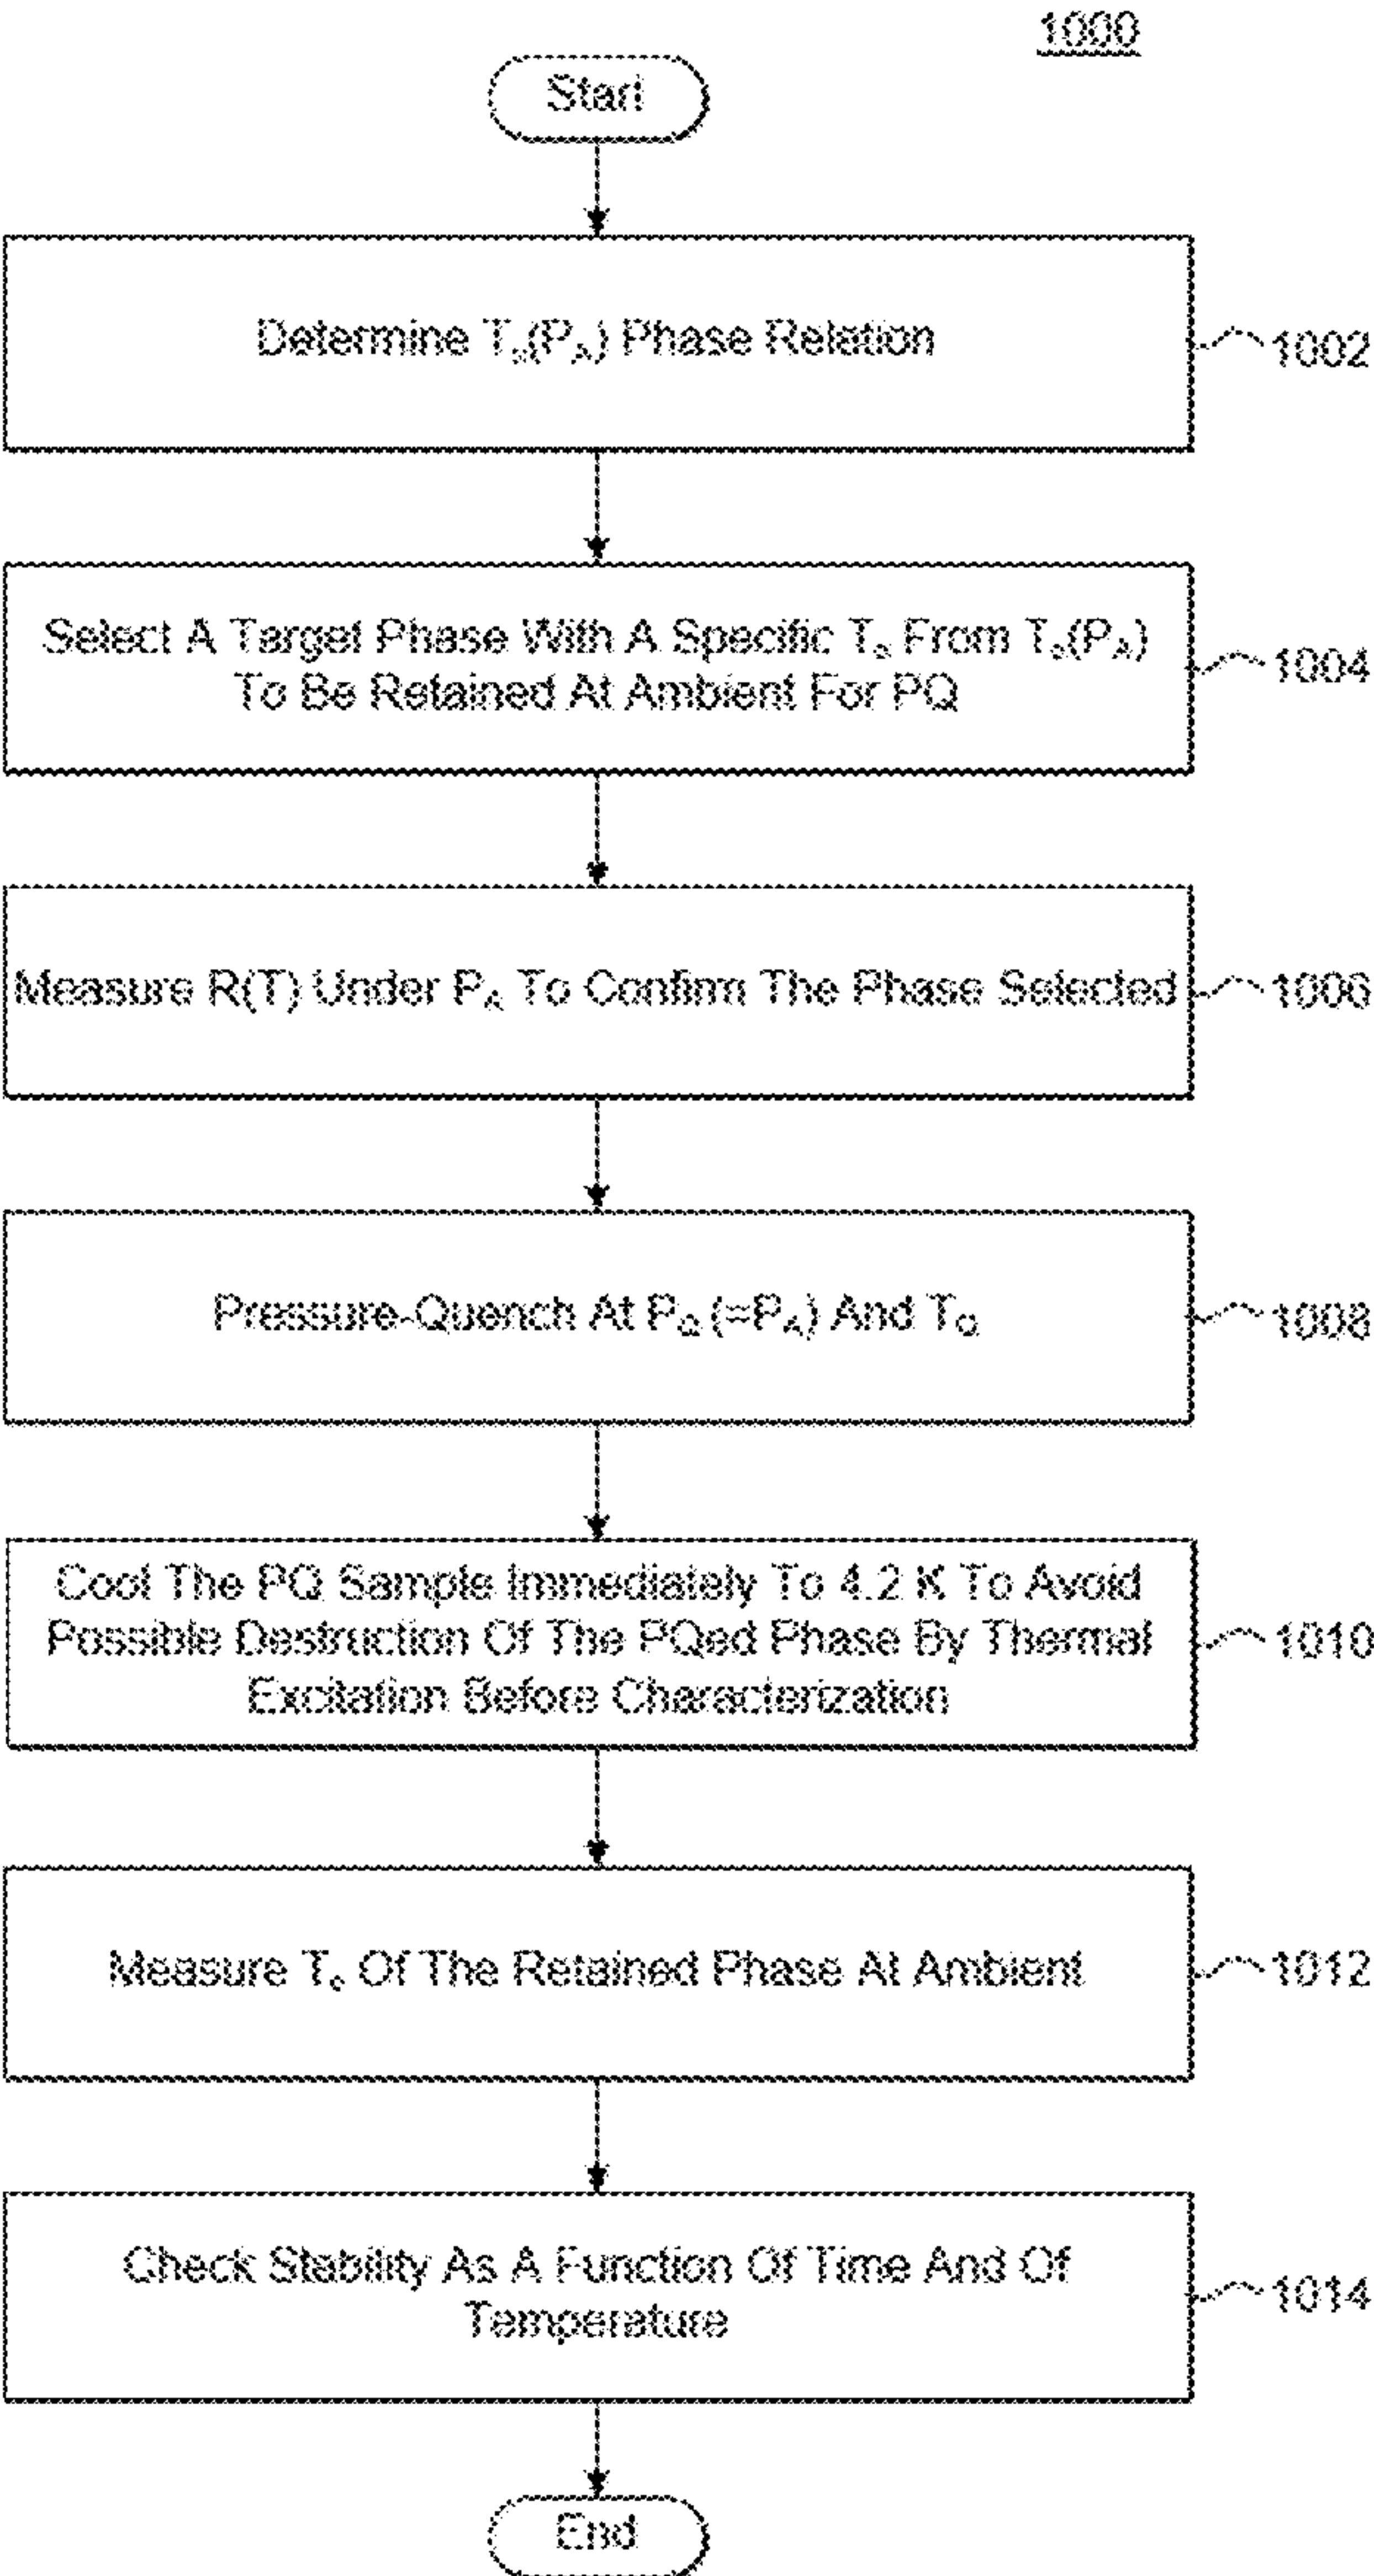 1000
Start
Determine Tc(PA) Phase Relation
1002
Select A Target Phase With A Specific Tc From Tc(PA)
To Be Retained At Ambient For PQ
1004
Measure R(T) Under PA To Confirm The Phase Selected
1006
Pressure-Quench At PQ (=PA) And TQ
1008
Cool The PQ Sample Immediately To 4.2 K To Avoid
Possible Destruction Of The PQed Phase By Thermal
Excitation Before Characterization
1010
Measure Tc Of The Retained Phase At Ambient
1012
Check Stability As A Function Of Time And Of
Temperature
1014
End